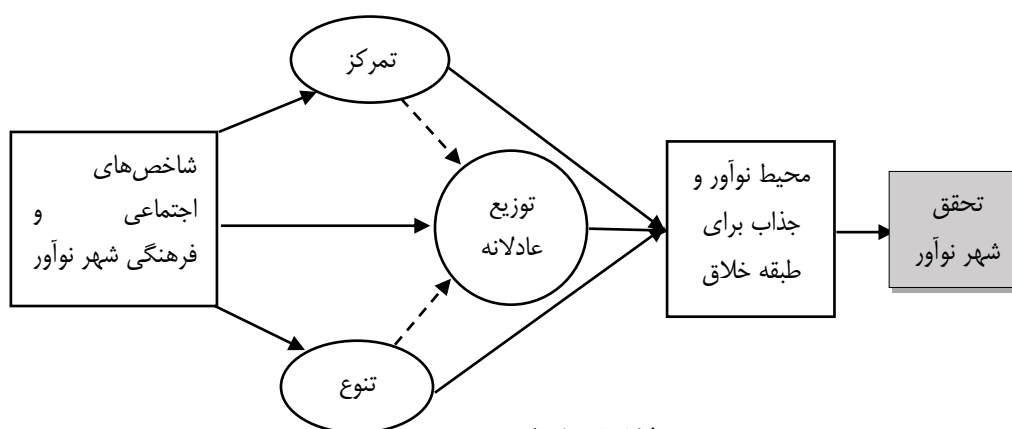 تمرکز
شاخص‌های
اجتماعی و
فرهنگی شهر نوآور
توزیع
عادلانه
تنوع
محیط نوآور و
جذاب برای
طبقه خلاق
تحقق
شهر نوآور